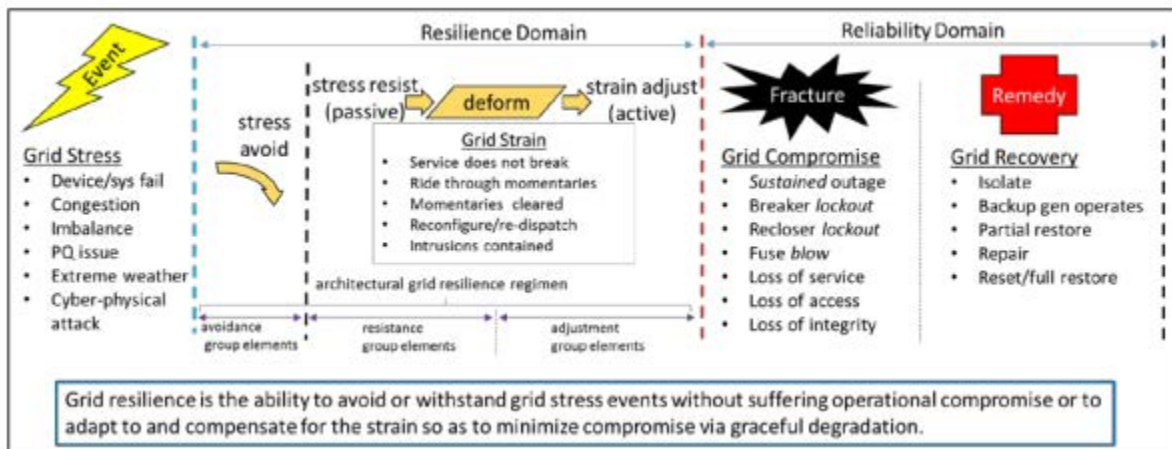 Resilience Domain
Reliability Domain
Event
stress resist
(passive)
deform
strain adjust
(active)
Fracture
Remedy
stress
avoid
Grid Stress
• Device/sys fail
• Congestion
• Imbalance
• PQ issue
• Extreme weather
• Cyber-physical
attack
Grid Strain
• Service does not break
• Ride through momentaries
• Momentaries cleared
• Reconfigure/re-dispatch
• Intrusions contained
architectural grid resilience regimen
avoidance
group elements
resistance
group elements
adjustment
group elements
Grid Compromise
• Sustained outage
• Breaker lockout
• Recloser lockout
• Fuse blow
• Loss of service
• Loss of access
• Loss of integrity
Grid Recovery
• Isolate
• Backup gen operates
• Partial restore
• Repair
• Reset/full restore
Grid resilience is the ability to avoid or withstand grid stress events without suffering operational compromise or to
adapt to and compensate for the strain so as to minimize compromise via graceful degradation.